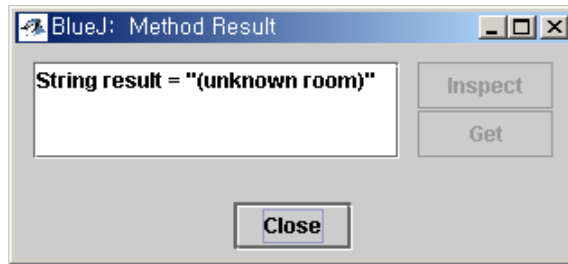 BlueJ: Method Result
String result = "(unknown room)"
Inspect
Get
Close